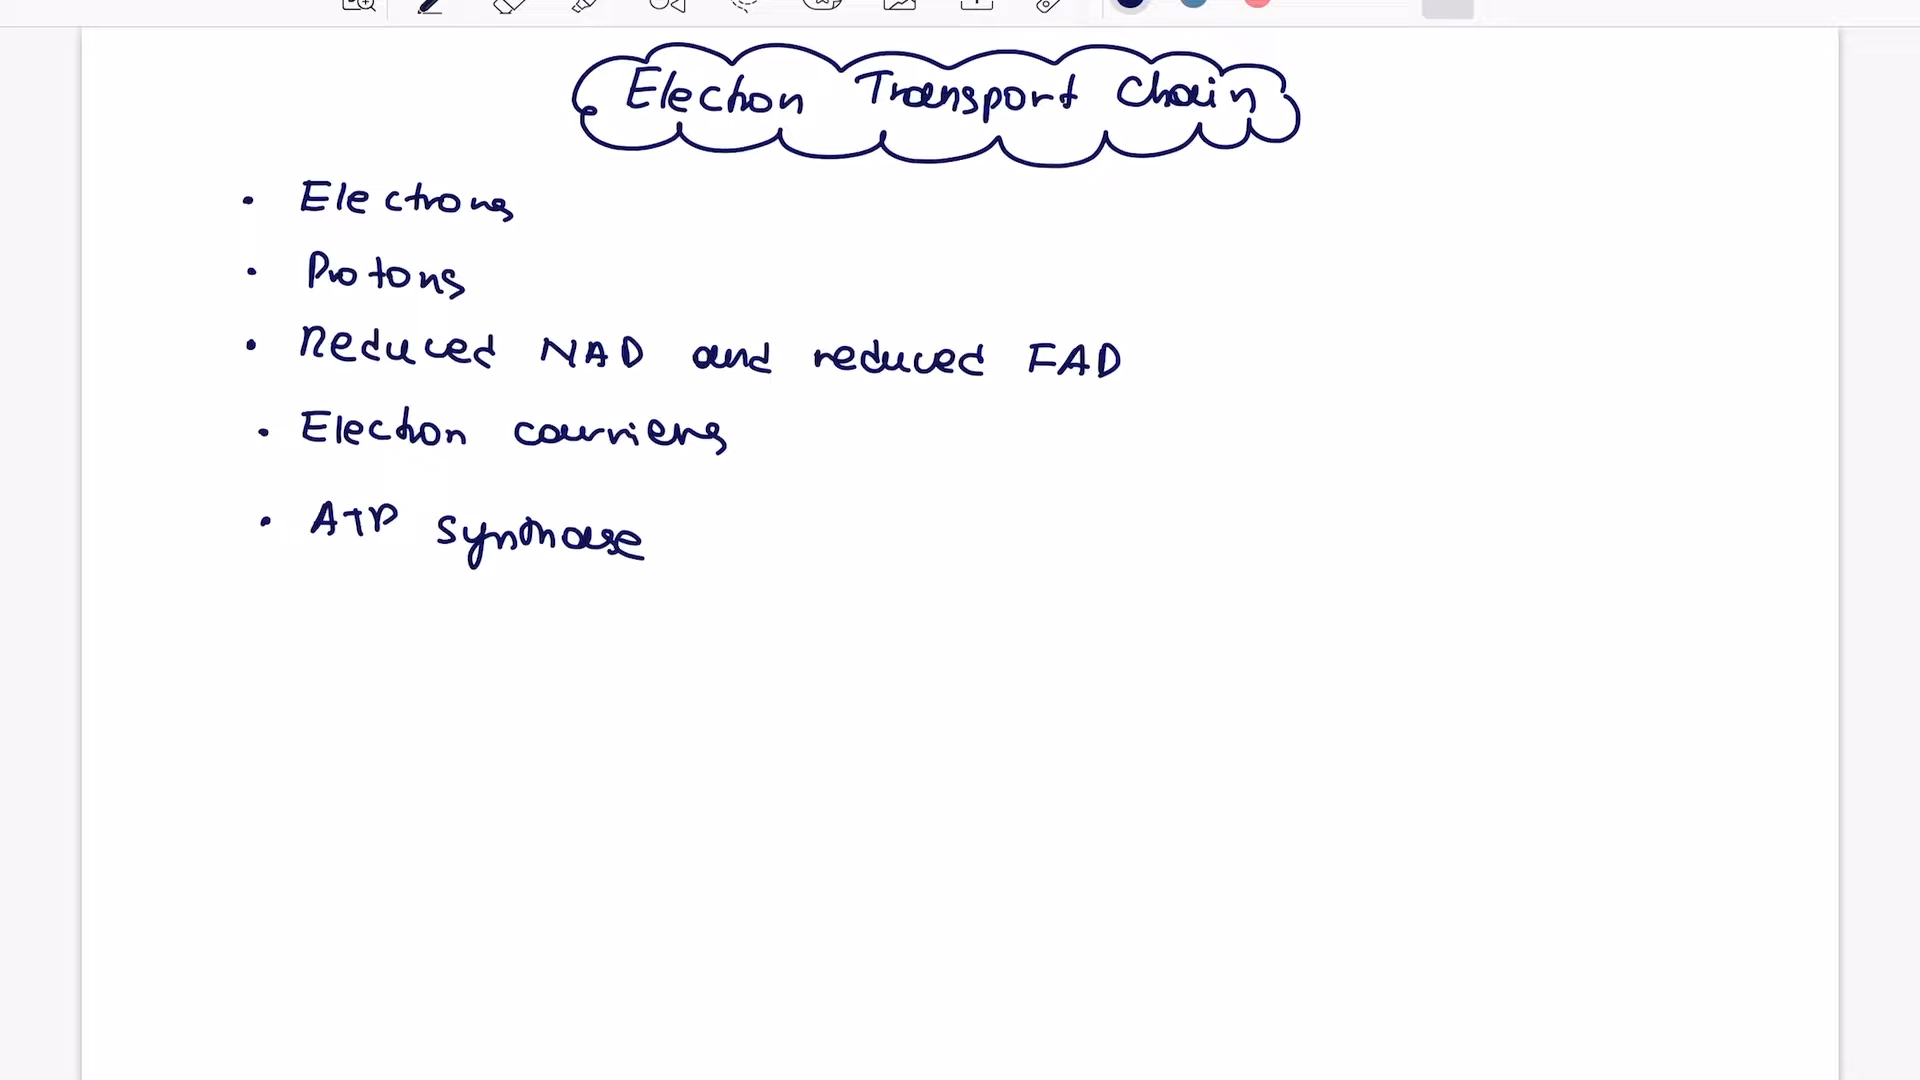 Electron Transport Chain
• Electrons
• Protons
• Reduced NAD and reduced FAD
• Electron carriers
• ATP synthase